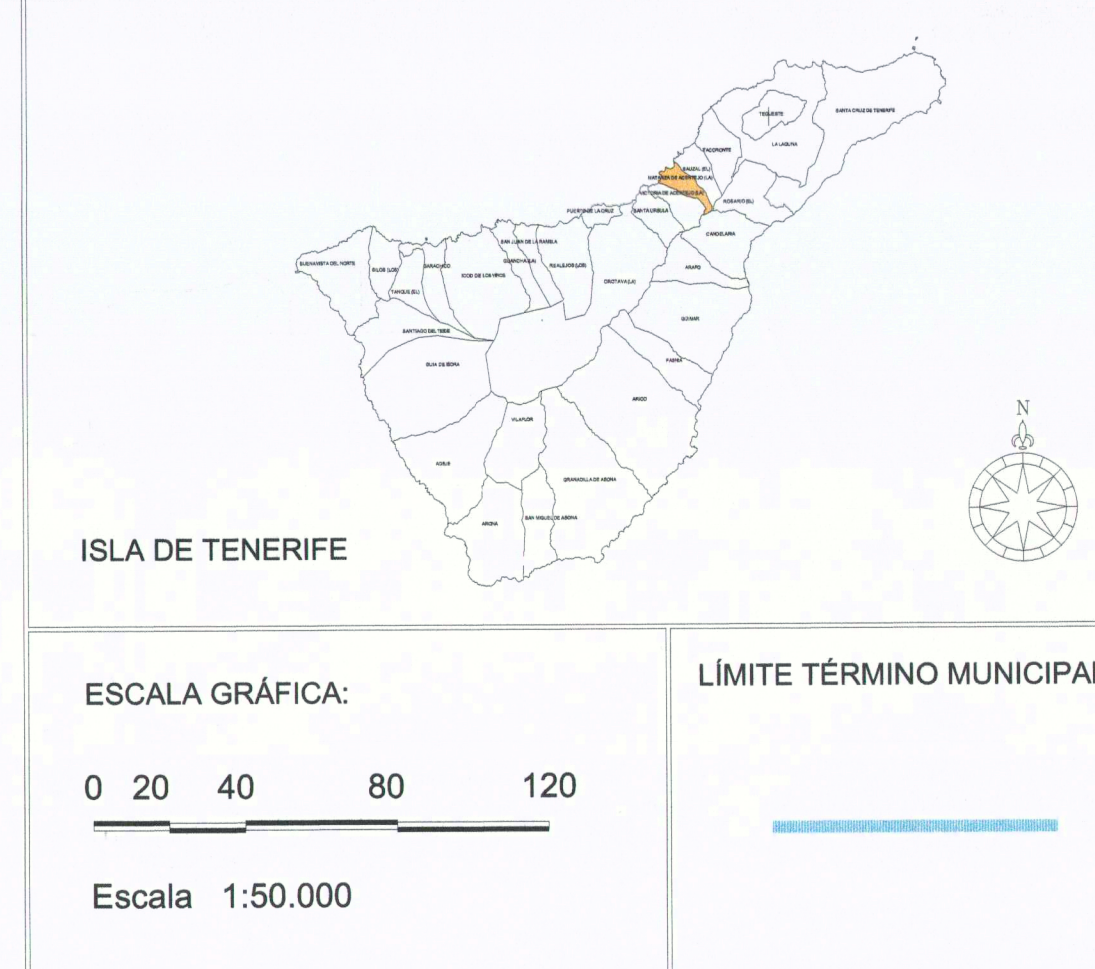 SANTA CRUZ DE TENERIFE
TEGUESTE
LA LAGUNA
TACORONTE
SAUZAL (EL)
MATANZA DE ACENTEJO (LA)
VICTORIA DE ACENTEJO (LA)
ROSARIO (EL)
PUERTO DE LA CRUZ
SANTA URSULA
CANDELARIA
SAN JUAN DE LA RAMBLA
BUENAVISTA DEL NORTE
SILOS (LOS)
GARACHICO
GUANCHA (LA)
REALEJOS (LOS)
ARAFO
ICOD DE LOS VINOS
OROTAVA (LA)
TANQUE (EL)
GUIMAR
SANTIAGO DEL TEIDE
GUIA DE ISORA
FASNIA
ARICO
VILAFLOR
N
ADEJE
GRANADILLA DE ABONA
ARONA
SAN MIGUEL DE ABONA
ISLA DE TENERIFE
ESCALA GRÁFICA:
0 20 40 80 120
Escala 1:50.000
LÍMITE TÉRMINO MUNICIPAL